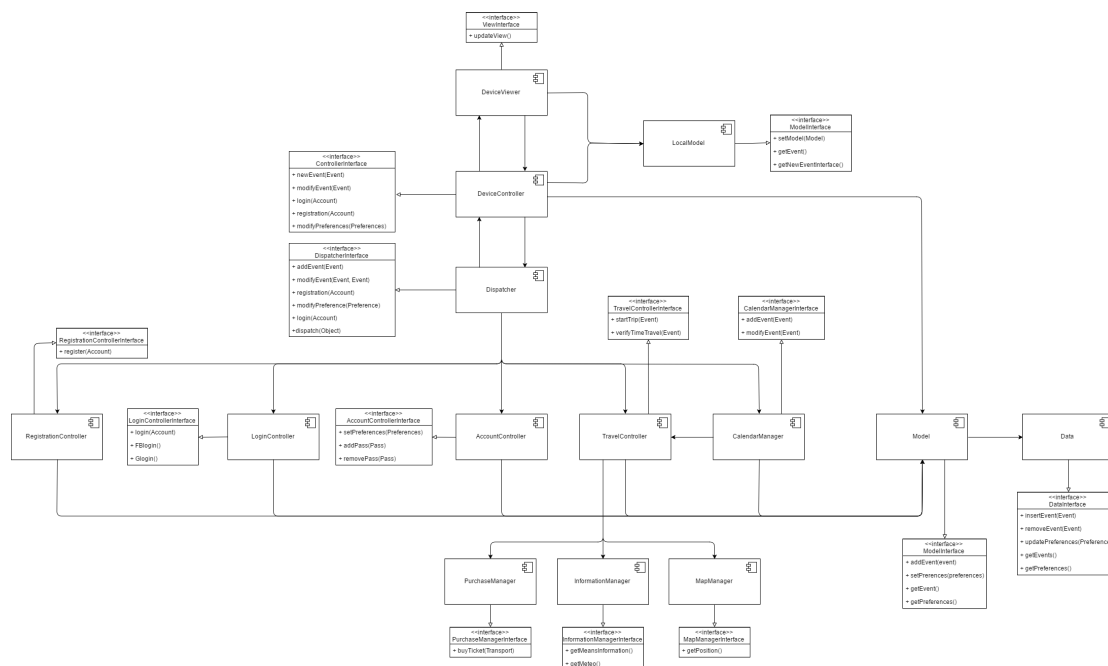 <<interface>>
ViewInterface
+ updateView()
DeviceViewer
<<interface>>
ModelInterface
+ setModel(Model)
+ getEvent()
+ getNewEventInterface()
LocalModel
<<interface>>
ControllerInterface
+ newEvent(Event)
+ modifyEvent(Event)
+ login(Account)
+ registration(Account)
+ modifyPreferences(Preferences)
DeviceController
<<interface>>
DispatcherInterface
+ addEvent(Event)
+ modifyEvent(Event, Event)
+ registration(Account)
+ modifyPreference(Preference)
+ login(Account)
+dispatch(Object)
Dispatcher
<<interface>>
TravelControllerInterface
+ startTrip(Event)
+ verifyTimeTravel(Event)
<<interface>>
CalendarManagerInterface
+ addEvent(Event)
+ modifyEvent(Event)
<<interface>>
RegistrationControllerInterface
+ register(Account)
RegistrationController
<<interface>>
LoginControllerInterface
+ login(Account)
+ FBlogin()
+ Glogin()
LoginController
<<interface>>
AccountControllerInterface
+ setPreferences(Preferences)
+ addPass(Pass)
+ removePass(Pass)
AccountController
TravelController
CalendarManager
Model
Data
<<interface>>
DataInterface
+ insertEvent(Event)
+ removeEvent(Event)
+ updatePreferences(Preference
+ getEvents()
+ getPreferences()
<<interface>>
ModelInterface
+ addEvent(event)
+ setPrerences(preferences)
+ getEvent()
+ getPreferences()
PurchaseManager
InformationManager
MapManager
<<interface>>
PurchaseManagerInterface
+ buyTicket(Transport)
<<interface>>
InformationManagerInterface
+ getMeansInformation()
+ getMeteo()
<<interface>>
MapManagerInterface
+ getPosition()